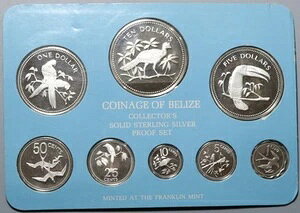 ONE DOLLAR
TEN DOLLARS
FIVE DOLLARS
COINAGE OF BELIZE
COLLECTOR'S
SOLID STERLING SILVER
PROOF SET
50 CENTS
25
10
5
1
MINTED AT THE FRANKLIN MINT